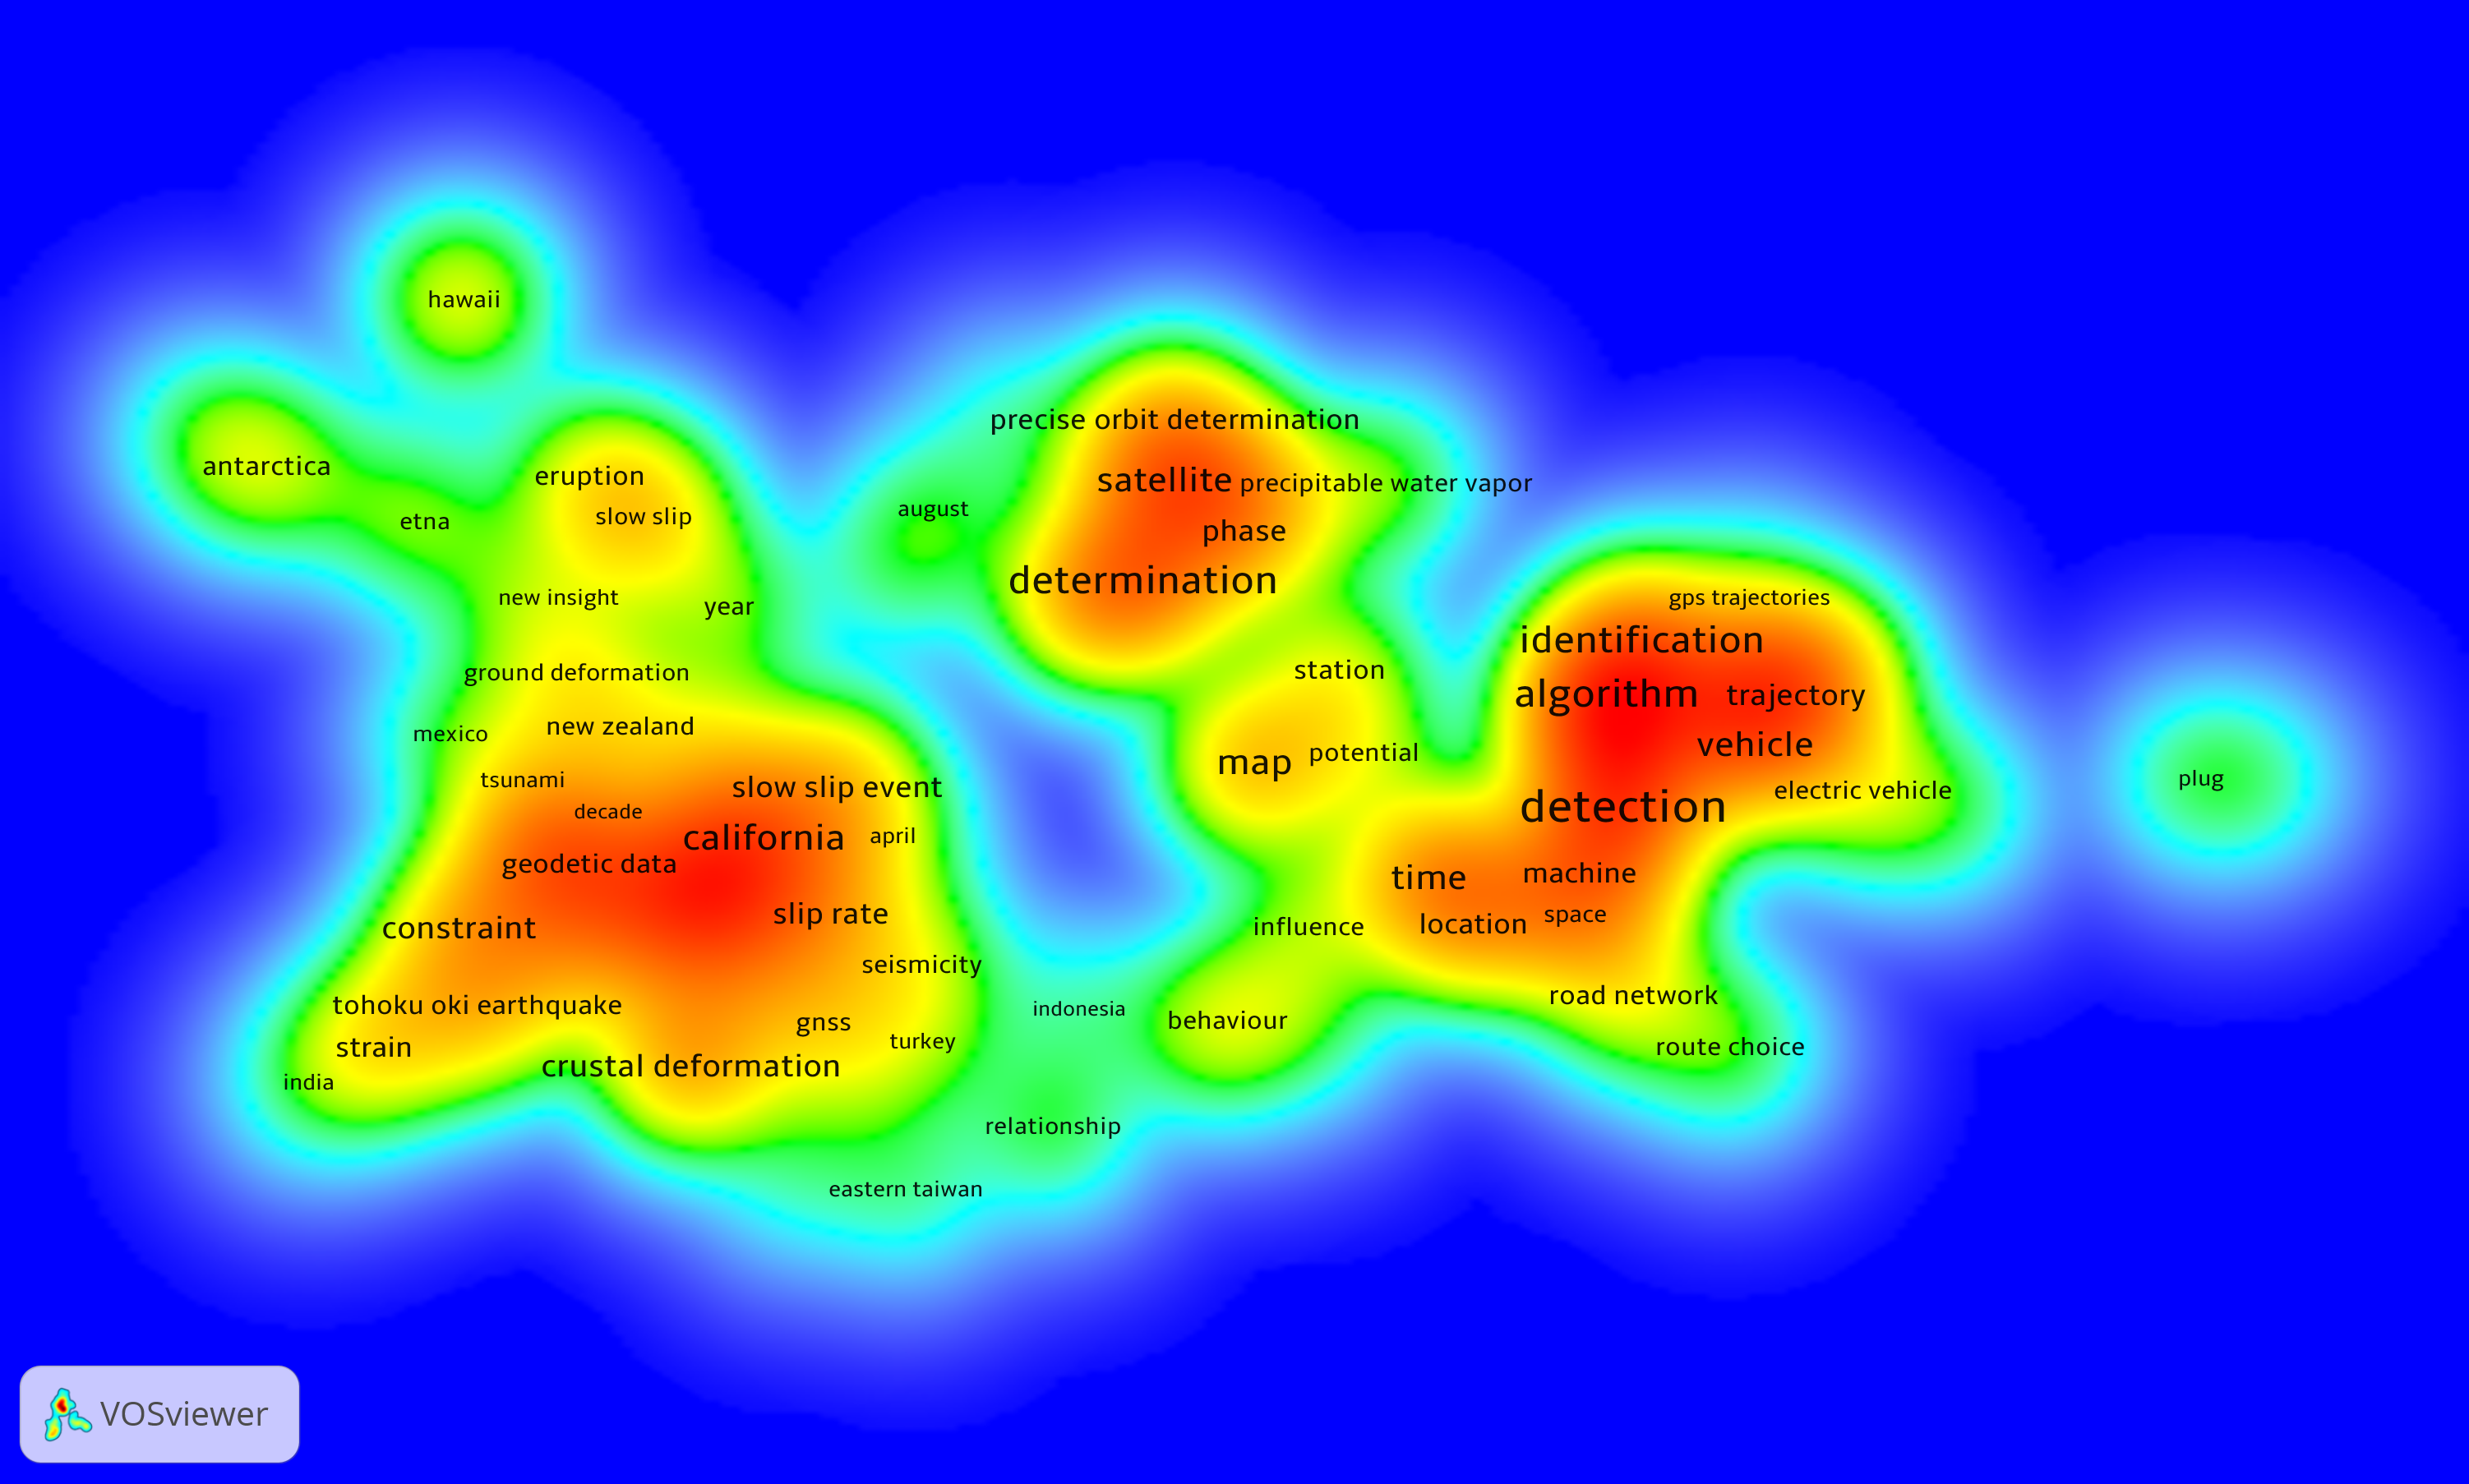 hawaii
precise orbit determination
antarctica
eruption
satellite
precipitable water vapor
august
slow slip
etna
phase
determination
new insight
year
gps trajectories
identification
ground deformation
station
algorithm
trajectory
new zealand
mexico
vehicle
map
potential
tsunami
slow slip event
plug
decade
electric vehicle
detection
california
april
geodetic data
time
machine
constraint
slip rate
location
space
influence
seismicity
tohoku oki earthquake
road network
indonesia
gnss
behaviour
strain
turkey
route choice
crustal deformation
india
relationship
eastern taiwan
VOSviewer